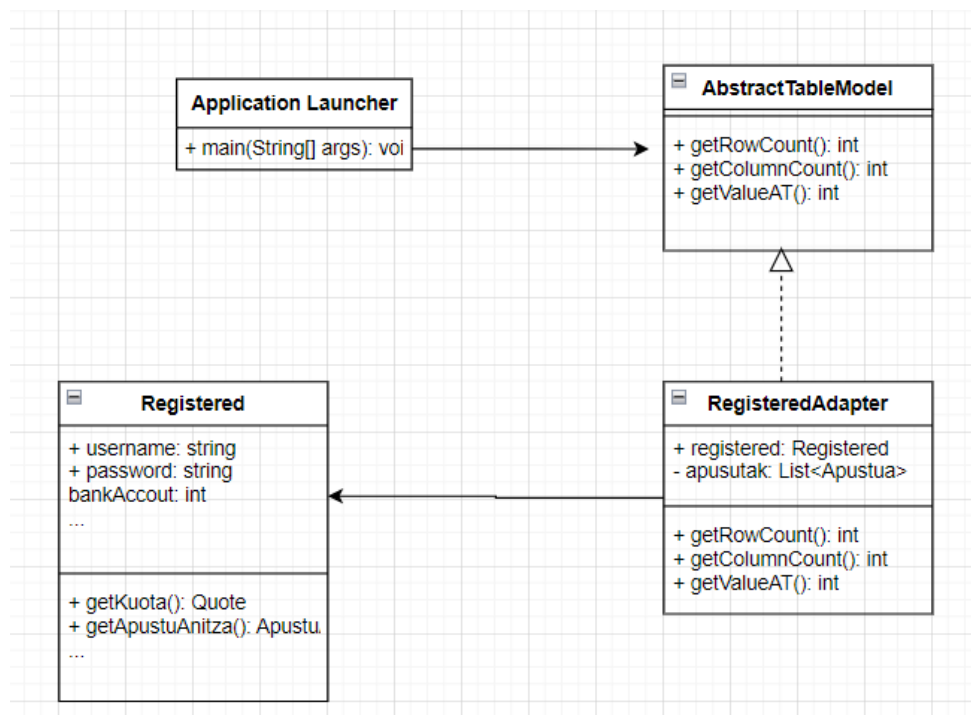 Application Launcher
+ main(String[] args): voi
AbstractTableModel
+ getRowCount(): int
+ getColumnCount(): int
+ getValueAT(): int
Registered
+ username: string
+ password: string
bankAccout: int
...
+ getKuota(): Quote
+ getApustuAnitza(): Apustu
...
RegisteredAdapter
+ registered: Registered
- apusutak: List<Apustua>
+ getRowCount(): int
+ getColumnCount(): int
+ getValueAT(): int